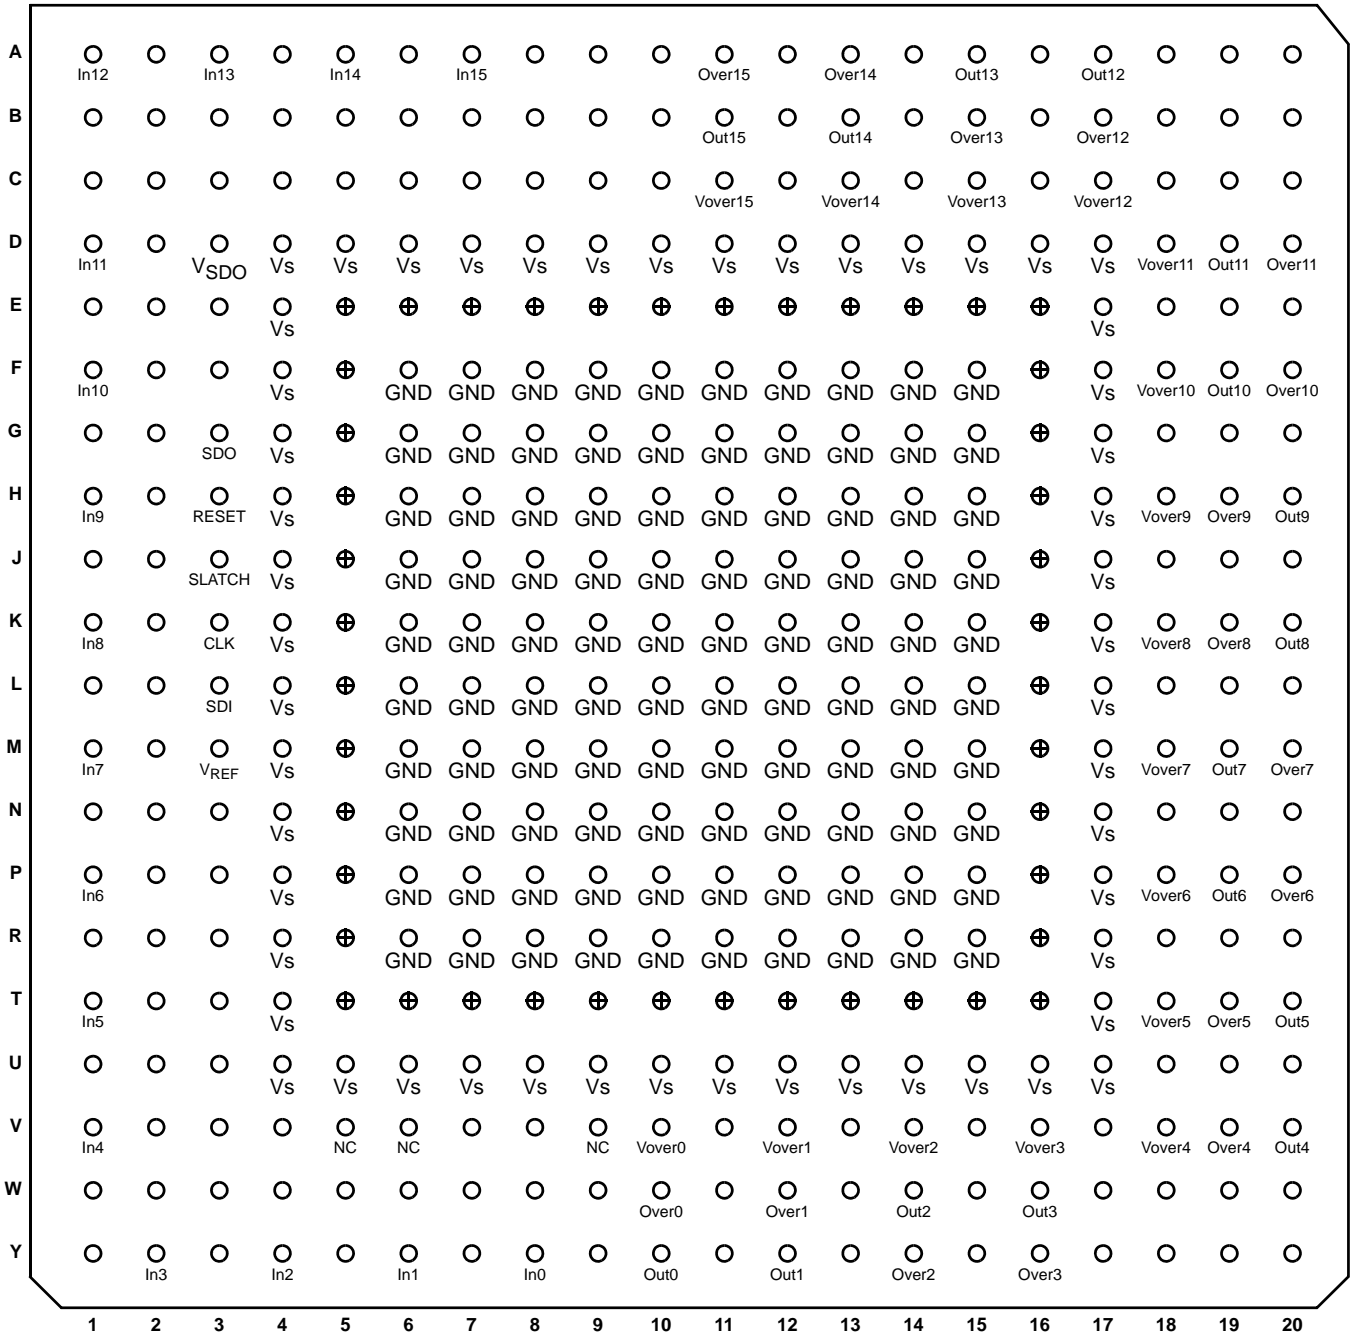 A
In12 In13 In14 In15 Over15 Over14 Out13 Out12
B
Out15 Out14 Over13 Over12
C
Vover15 Vover14 Vover13 Vover12
D
In11 VSDO Vs Vs Vs Vs Vs Vs Vs Vs Vs Vs Vs Vs Vs Vs Vover11 Out11 Over11
E
Vs Vs
F
In10 Vs GND GND GND GND GND GND GND GND GND GND Vs Vover10 Out10 Over10
G
SDO Vs GND GND GND GND GND GND GND GND GND GND Vs
H
In9 RESET Vs GND GND GND GND GND GND GND GND GND GND Vs Vover9 Over9 Out9
J
SLATCH Vs GND GND GND GND GND GND GND GND GND GND Vs
K
In8 CLK Vs GND GND GND GND GND GND GND GND GND GND Vs Vover8 Over8 Out8
L
SDI Vs GND GND GND GND GND GND GND GND GND GND Vs
M
In7 VREF Vs GND GND GND GND GND GND GND GND GND GND Vs Vover7 Out7 Over7
N
Vs GND GND GND GND GND GND GND GND GND GND Vs
P
In6 Vs GND GND GND GND GND GND GND GND GND GND Vs Vover6 Out6 Over6
R
Vs GND GND GND GND GND GND GND GND GND GND Vs
T
In5 Vs Vs Vover5 Over5 Out5
U
Vs Vs Vs Vs Vs Vs Vs Vs Vs Vs Vs Vs Vs Vs
V
In4 NC NC NC Vover0 Vover1 Vover2 Vover3 Vover4 Over4 Out4
W
Over0 Over1 Out2 Out3
Y
In3 In2 In1 In0 Out0 Out1 Over2 Over3
1 2 3 4 5 6 7 8 9 10 11 12 13 14 15 16 17 18 19 20